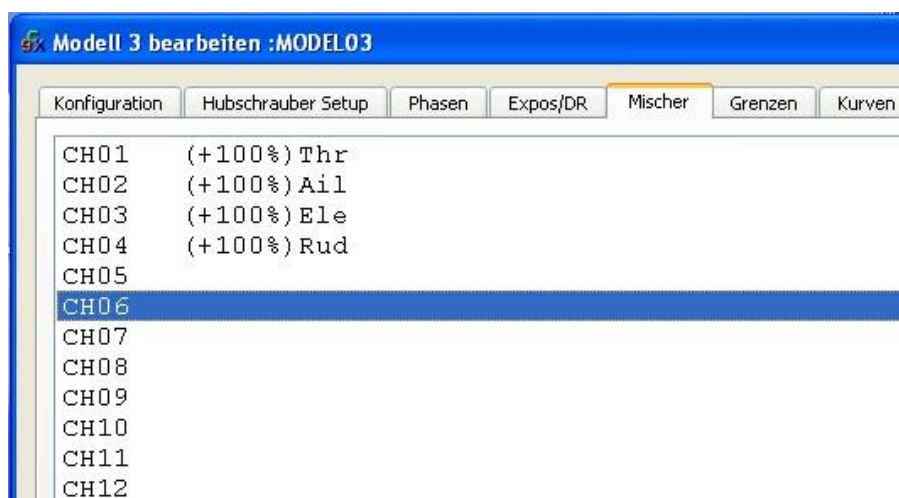 Modell 3 bearbeiten :MODEL03
Konfiguration Hubschrauber Setup Phasen Expos/DR Mischer Grenzen Kurven
CH01 (+100%)Thr
CH02 (+100%)Ail
CH03 (+100%)Ele
CH04 (+100%)Rud
CH05
CH06
CH07
CH08
CH09
CH10
CH11
CH12